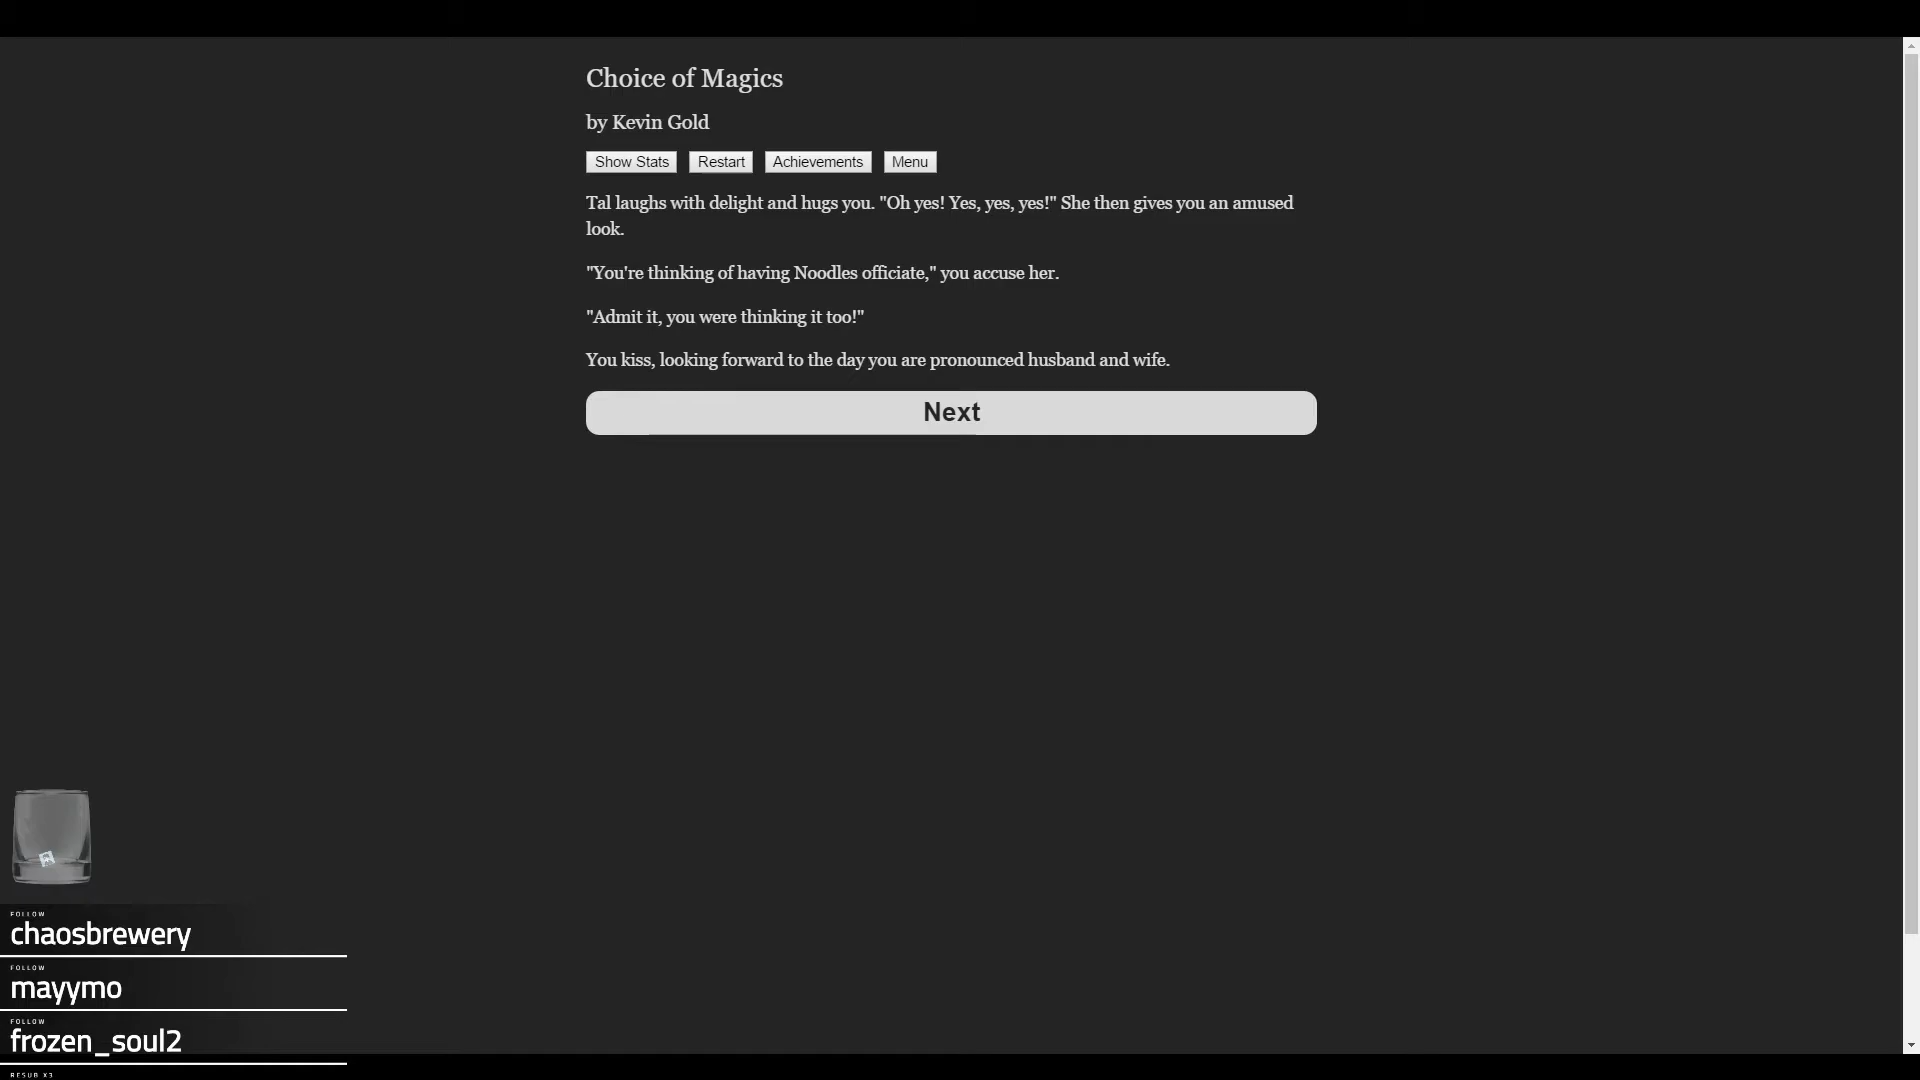 Choice of Magics
by Kevin Gold
Show Stats
Restart
Achievements
Menu
Tal laughs with delight and hugs you. "Oh yes! Yes, yes, yes!" She then gives you an amused
look.
"You're thinking of having Noodles officiate," you accuse her.
"Admit it, you were thinking it too!"
You kiss, looking forward to the day you are pronounced husband and wife.
Next
FOLLOW
chaosbrewery
FOLLOW
mayymo
FOLLOW
frozen_soul2
RESUB X3